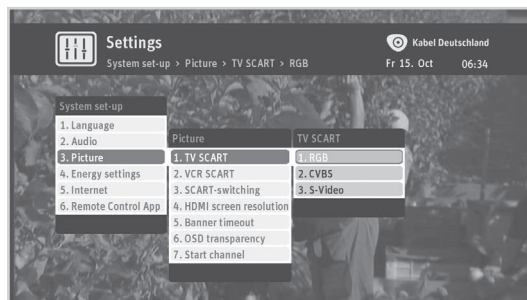 Settings
System set-up > Picture > TV SCART > RGB
Kabel Deutschland
Fr 15. Oct 06:34
System set-up
1. Language
2. Audio
3. Picture
4. Energy settings
5. Internet
6. Remote Control App
Picture
1. TV SCART
2. VCR SCART
3. SCART-switching
4. HDMI screen resolution
5. Banner timeout
6. OSD transparency
7. Start channel
TV SCART
1. RGB
2. CVBS
3. S-Video